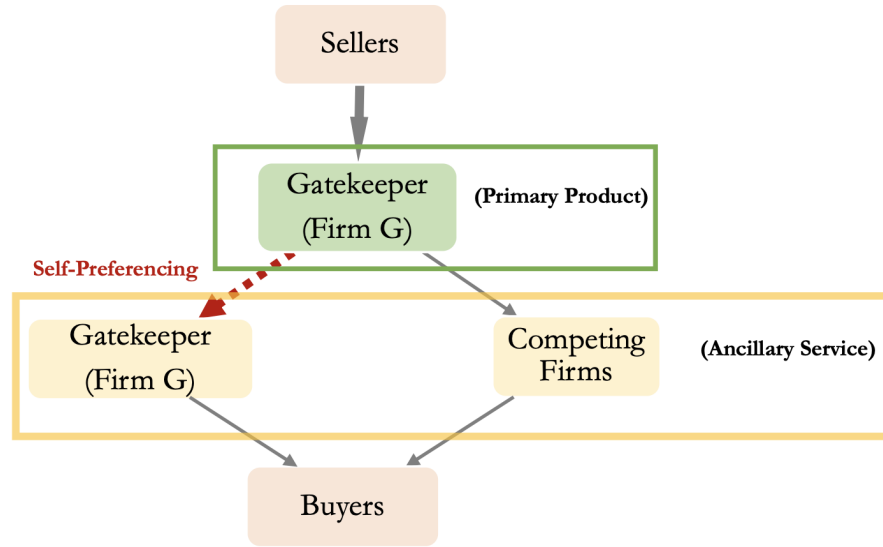 Sellers
Gatekeeper
(Firm G)
(Primary Product)
Self-Preferencing
Gatekeeper
(Firm G)
Competing
Firms
(Ancillary Service)
Buyers